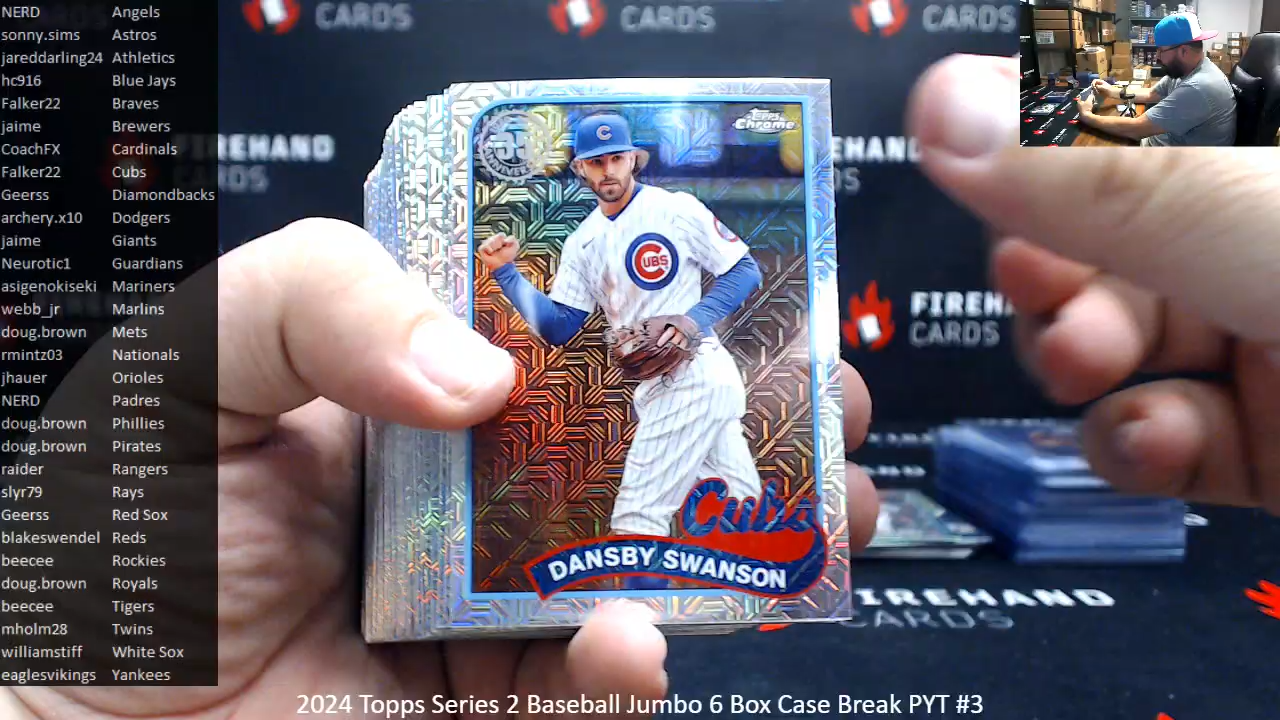 NERD Angels
sonny.sims Astros
jareddarling24 Athletics
hc916 Blue Jays
Falker22 Braves
jaime Brewers
CoachFX Cardinals
Falker22 Cubs
Geerss Diamondbacks
archery.x10 Dodgers
jaime Giants
Neurotic1 Guardians
asigenokiseki Mariners
webb_jr Marlins
doug.brown Mets
rmintz03 Nationals
jhauer Orioles
NERD Padres
doug.brown Phillies
doug.brown Pirates
raider Rangers
slyr79 Rays
Geerss Red Sox
blakeswendel Reds
beecee Rockies
doug.brown Royals
beecee Tigers
mholm28 Twins
williamstiff White Sox
eaglesvikings Yankees
CARDS
CARDS
CARDS
FIREHAND
Topps
Chrome
35
C
CUBS
Cubs
DANSBY SWANSON
FIREHAND
CARDS
FIREHAND
CARDS
2024 Topps Series 2 Baseball Jumbo 6 Box Case Break PYT #3